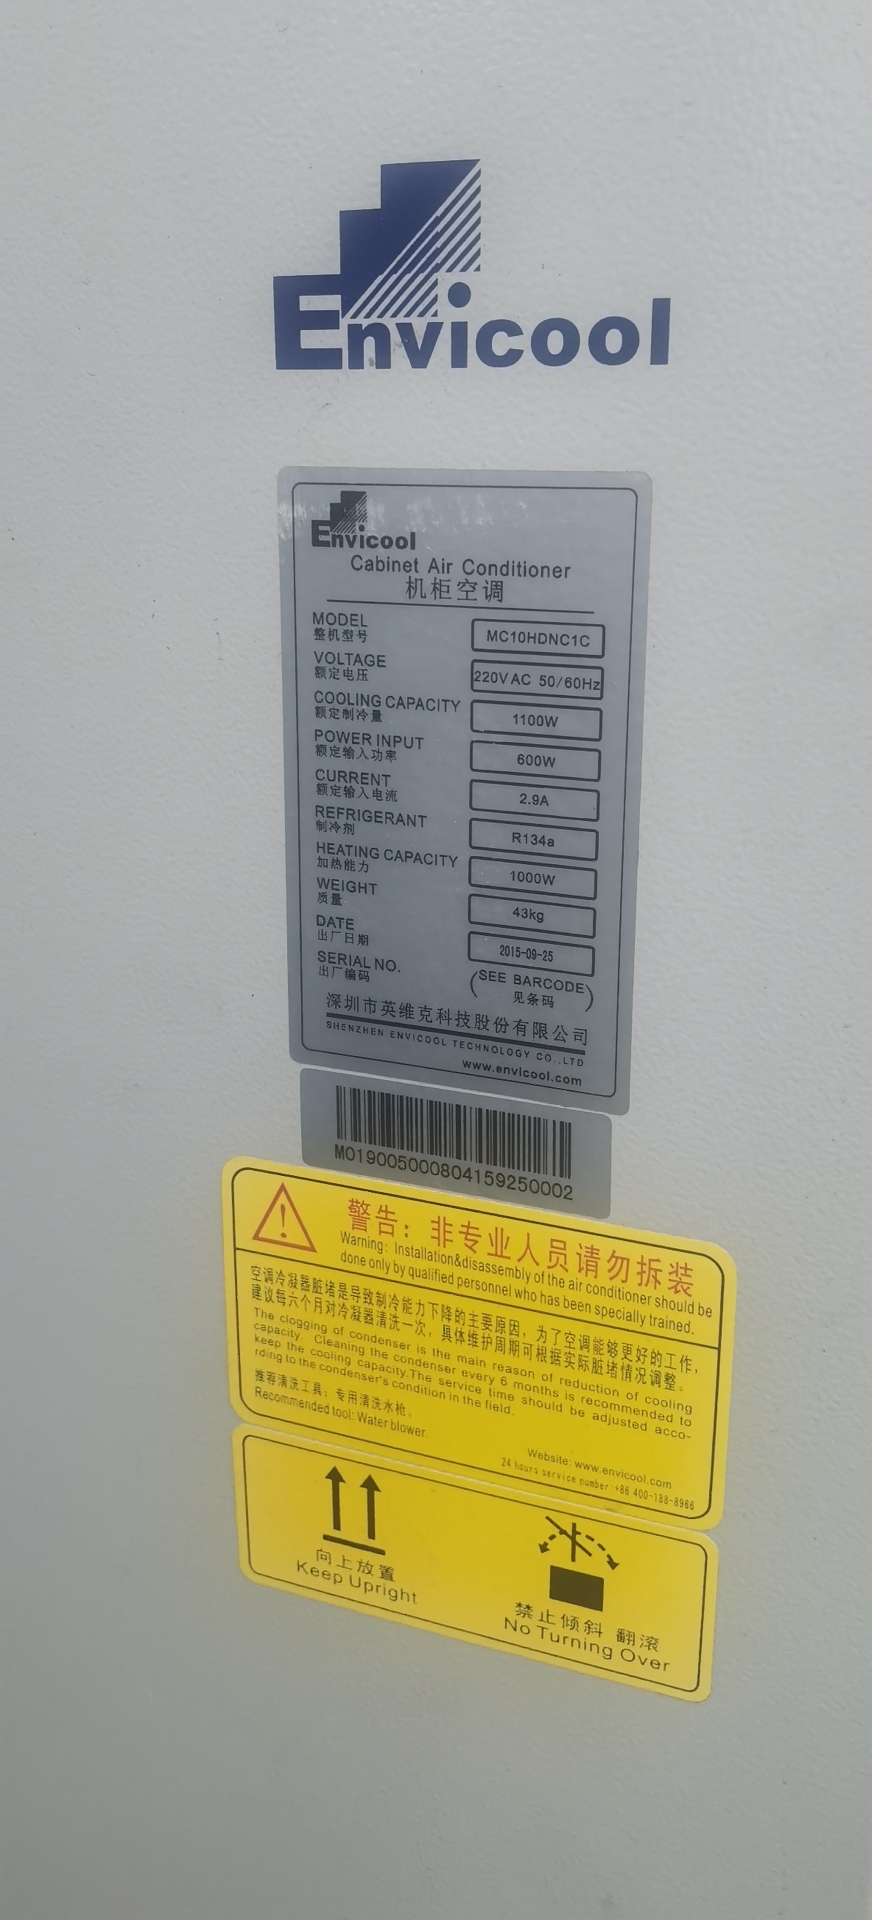 Envicool
Envicool
Cabinet Air Conditioner
机柜空调
MODEL
整机型号
MC10HDNC1C
VOLTAGE
额定电压
220V AC 50/60Hz
COOLING CAPACITY
额定制冷量
1100W
POWER INPUT
额定输入功率
600W
CURRENT
额定输入电流
2.9A
REFRIGERANT
制冷剂
R134a
HEATING CAPACITY
加热能力
1000W
WEIGHT
质量
43kg
DATE
出厂日期
2015-09-25
SERIAL NO.
出厂编码
(SEE BARCODE)
见条码
深圳市英维克科技股份有限公司
SHENZHEN ENVICOOL TECHNOLOGY CO.,LTD
www.envicool.com
M019005000804159250002
警告：非专业人员请勿拆装
Warning: Installation&disassembly of the air conditioner should be
done only by qualified personnel who has been specially trained.
空调冷凝器脏堵是导致制冷能力下降的主要原因，为了空调能够更好的工作，
建议每六个月对冷凝器清洗一次，具体维护周期可根据实际脏堵情况调整。
The clogging of condenser is the main reason of reduction of cooling
capacity. Cleaning the condenser every 6 months is recommended to
keep the cooling capacity.The service time should be adjusted acco-
rding to the condenser's condition in the field.
推荐清洗工具：专用清洗水枪。
Recommended tool: Water blower.
Website: www.envicool.com
24 hours service number:+86 400-188-8966
向上放置
Keep Upright
禁止倾斜 翻滚
No Turning Over